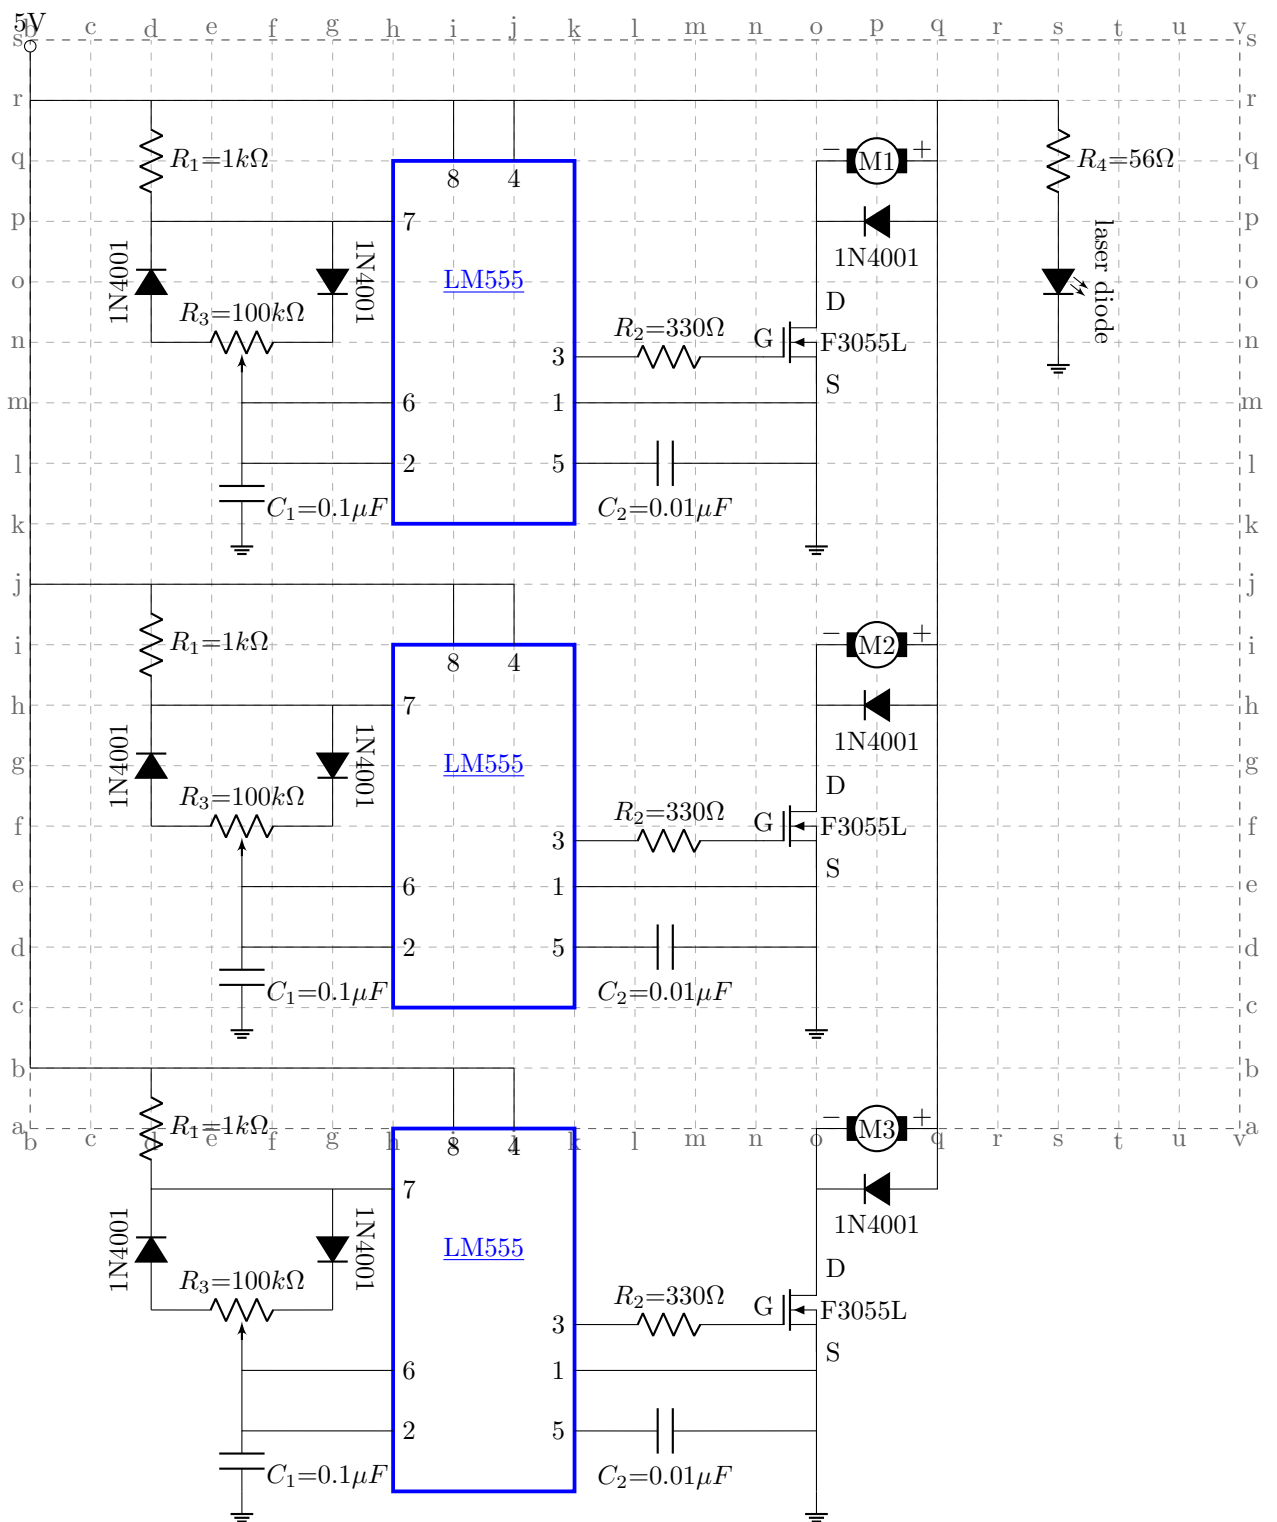 5V
b c d e f g h i j k l m n o p q r s t u v
s s
r r
q R1=1kΩ 8 4 − M1 + R4=56Ω q
p 7 1N4001 p
o 1N4001 1N4001 LM555 D laser diode o
n R3=100kΩ 3 R2=330Ω G F3055L n
S
m 6 1 m
l 2 5 l
C1=0.1μF C2=0.01μF
k k
j j
i R1=1kΩ 8 4 − M2 + i
h 7 1N4001 h
g 1N4001 1N4001 LM555 D g
f R3=100kΩ 3 R2=330Ω G F3055L f
S
e 6 1 e
d 2 5 d
C1=0.1μF C2=0.01μF
c c
b b
a R1=1kΩ − M3 + a
b c d e f g h i j k l m n o p q r s t u v
8 4
7 1N4001
1N4001 1N4001 LM555 D
R3=100kΩ 3 R2=330Ω G F3055L
S
6 1
2 5
C1=0.1μF C2=0.01μF